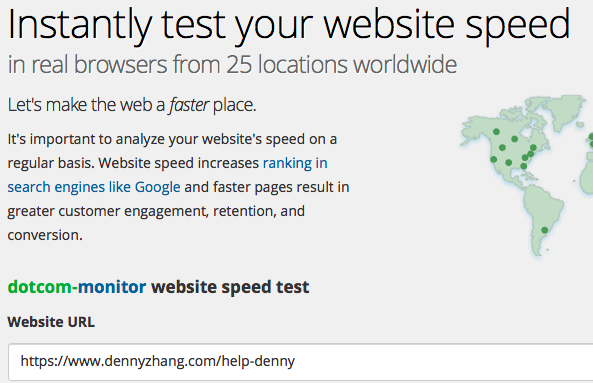 Instantly test your website speed
in real browsers from 25 locations worldwide
Let's make the web a faster place.
It's important to analyze your website's speed on a
regular basis. Website speed increases ranking in
search engines like Google and faster pages result in
greater customer engagement, retention, and
conversion.
dotcom-monitor website speed test
Website URL
https://www.dennyzhang.com/help-denny